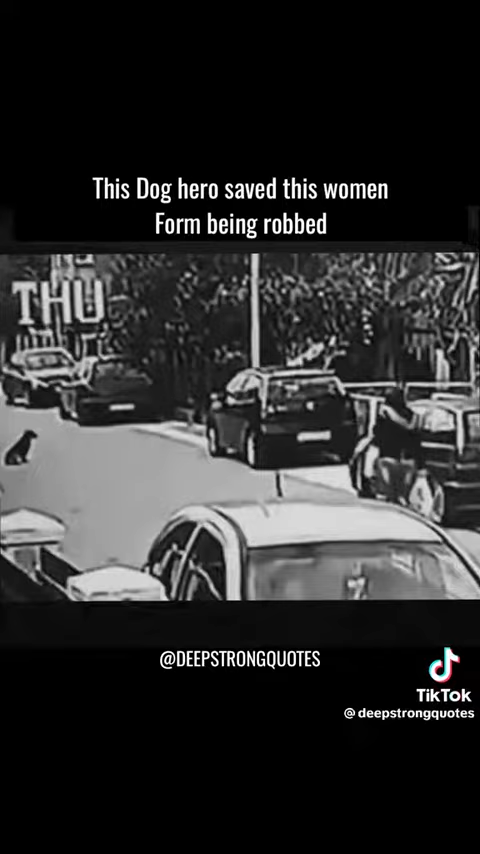 This Dog hero saved this women
Form being robbed
THU
@DEEPSTRONGQUOTES
TikTok
@deepstrongquotes